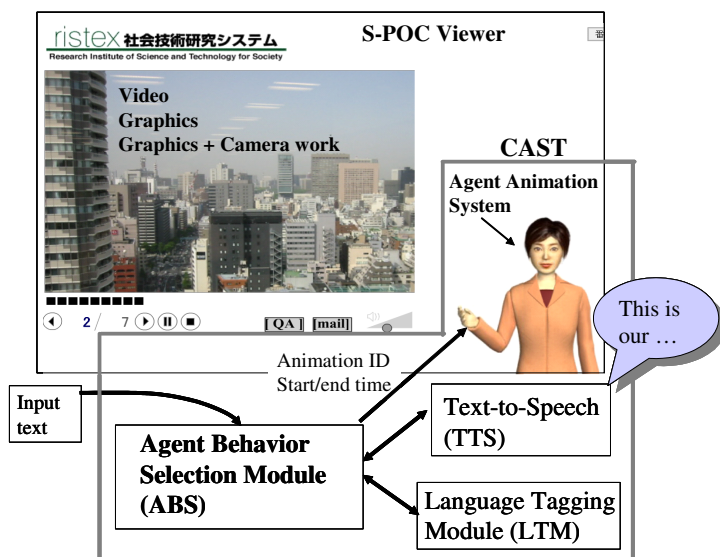 ristex 社会技術研究システム
Research Institute of Science and Technology for Society
S-POC Viewer
Video
Graphics
Graphics + Camera work
CAST
Agent Animation
System
2 / 7
[QA] [mail]
This is
our …
Animation ID
Start/end time
Input
text
Agent Behavior
Selection Module
(ABS)
Text-to-Speech
(TTS)
Language Tagging
Module (LTM)